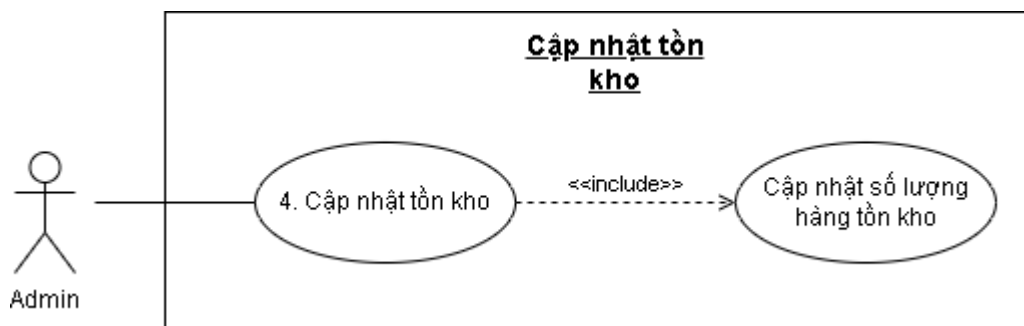 Cập nhật tồn
kho
4. Cập nhật tồn kho
<<include>>
Cập nhật số lượng
hàng tồn kho
Admin